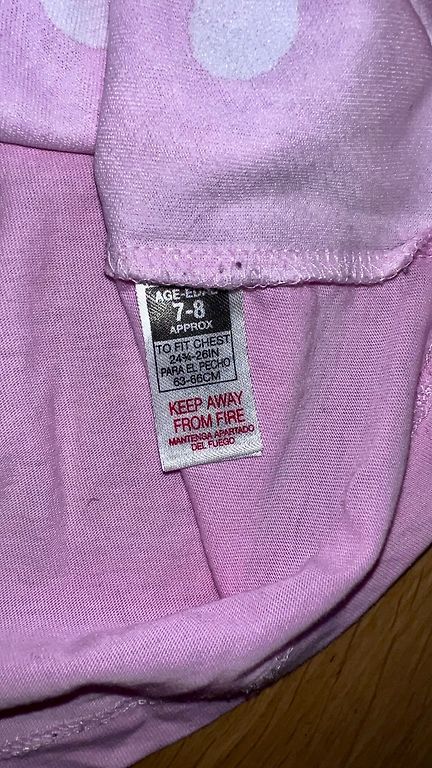 AGE-EDAD
7-8
APPROX
TO FIT CHEST
24¾-26IN
PARA EL PECHO
63-66CM
KEEP AWAY
FROM FIRE
MANTENGA APARTADO
DEL FUEGO